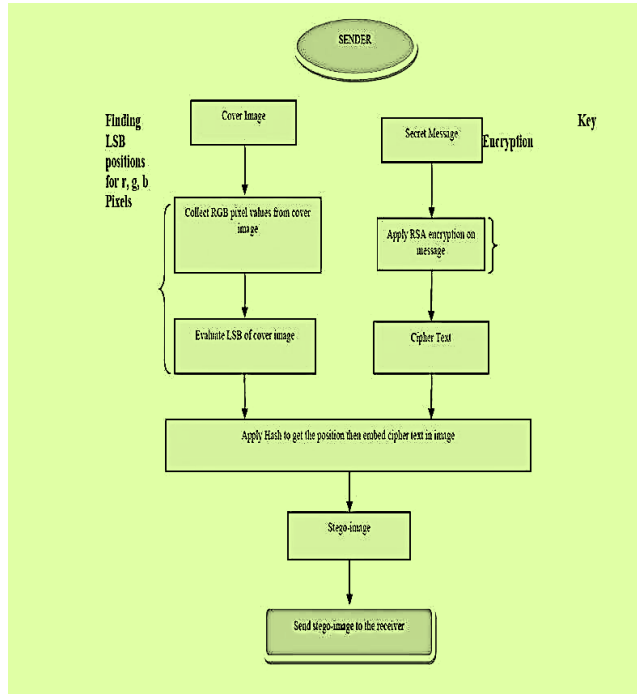 SENDER
Cover Image
Finding
LSB
positions
for r, g, b
Pixels
Key
Secret Message
Encryption
Collect RGB pixel values from cover
image
Apply RSA encryption on
message
Evaluate LSB of cover image
Cipher Text
Apply Hash to get the position then embed cipher text in image
Stego-image
Send stego-image to the receiver